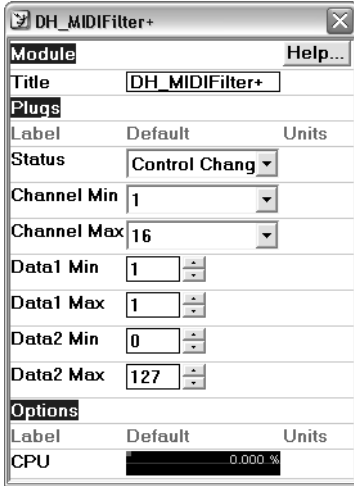 DH_MIDIFilter+
Module Help...
Title DH_MIDIFilter+
Plugs
Label Default Units
Status Control Chang
Channel Min 1
Channel Max 16
Data1 Min 1
Data1 Max 1
Data2 Min 0
Data2 Max 127
Options
Label Default Units
CPU 0.000 %